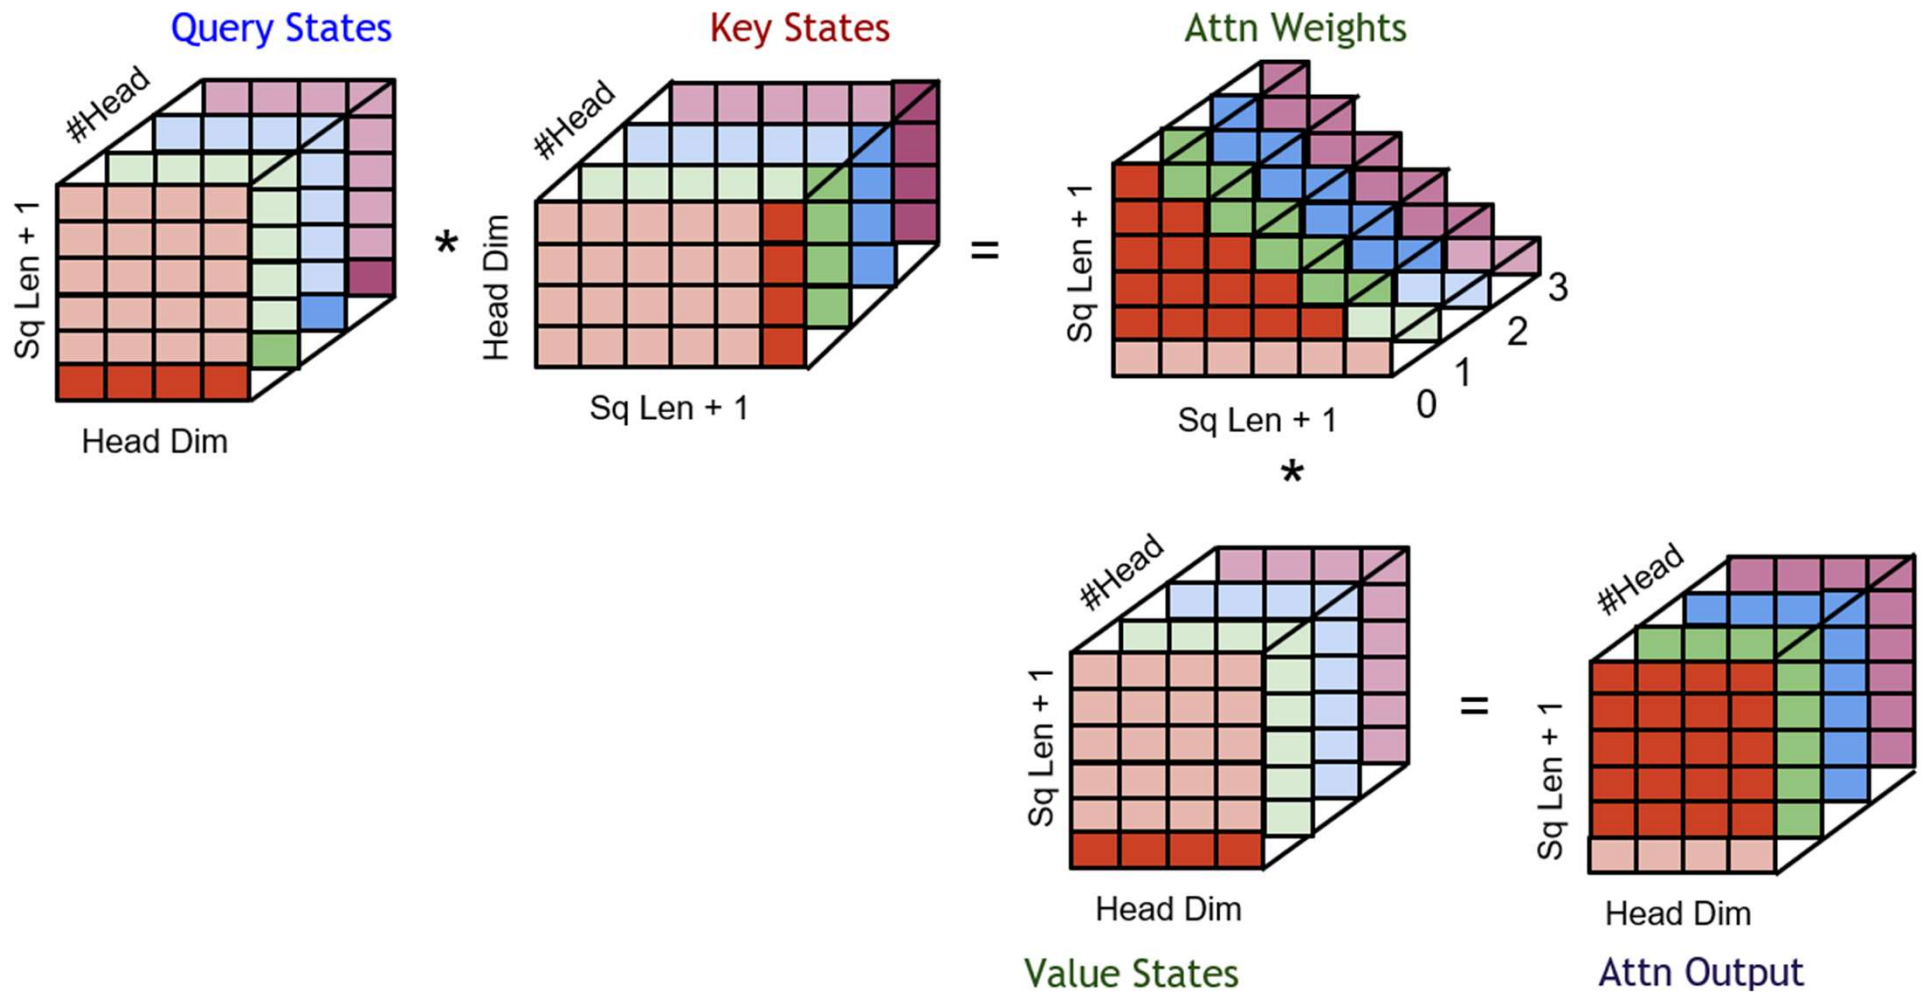 Query States
Key States
Attn Weights
#Head
#Head
Sq Len + 1
*
Head Dim
=
Sq Len + 1
3
2
1
0
Head Dim
Sq Len + 1
Sq Len + 1
*
#Head
#Head
Sq Len + 1
=
Sq Len + 1
Head Dim
Head Dim
Value States
Attn Output